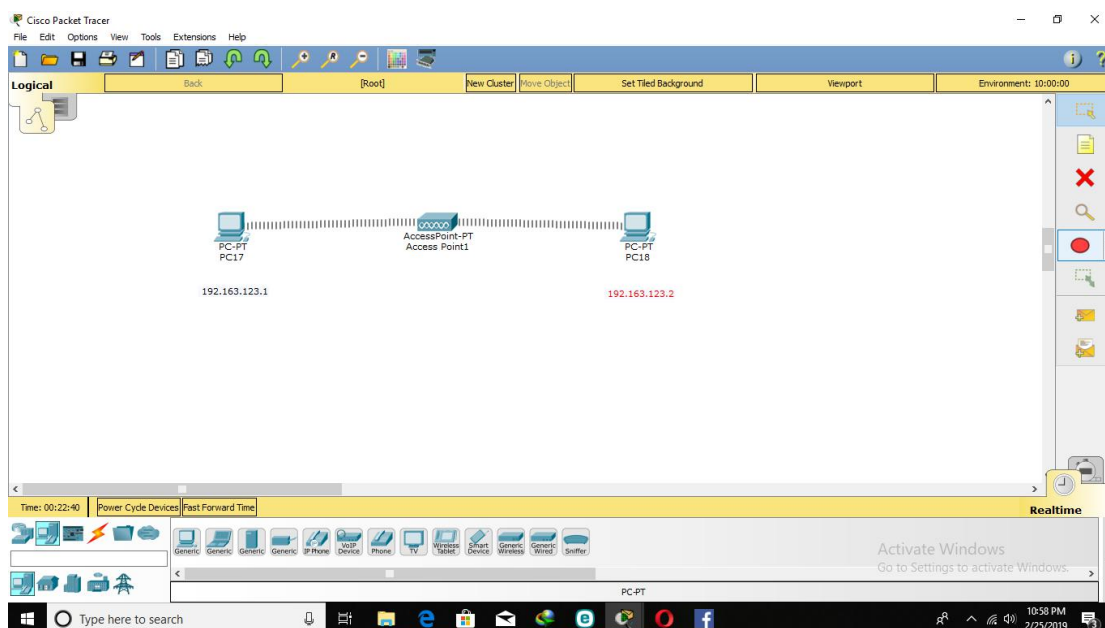 Cisco Packet Tracer
File Edit Options View Tools Extensions Help
Logical Back [Root] New Cluster Move Object Set Tiled Background Viewport Environment: 10:00:00
AccessPoint-PT
Access Point1
PC-PT
PC17
PC-PT
PC18
192.163.123.1
192.163.123.2
Time: 00:22:40 Power Cycle Devices Fast Forward Time
Realtime
Generic Generic Generic Generic IP Phone VoIP Device Phone TV Wireless Tablet Smart Device Generic Wireless Generic Wired Sniffer
Activate Windows
Go to Settings to activate Windows.
PC-PT
Type here to search
10:58 PM
2/25/2019